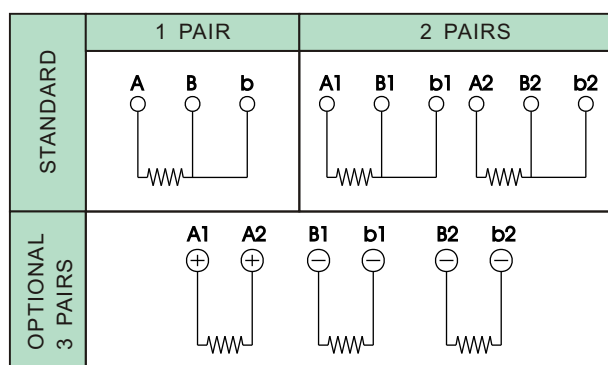 1 PAIR
2 PAIRS
STANDARD
A B b
A1 B1 b1 A2 B2 b2
OPTIONAL
3 PAIRS
A1 A2 B1 b1 B2 b2
+ + − − − −